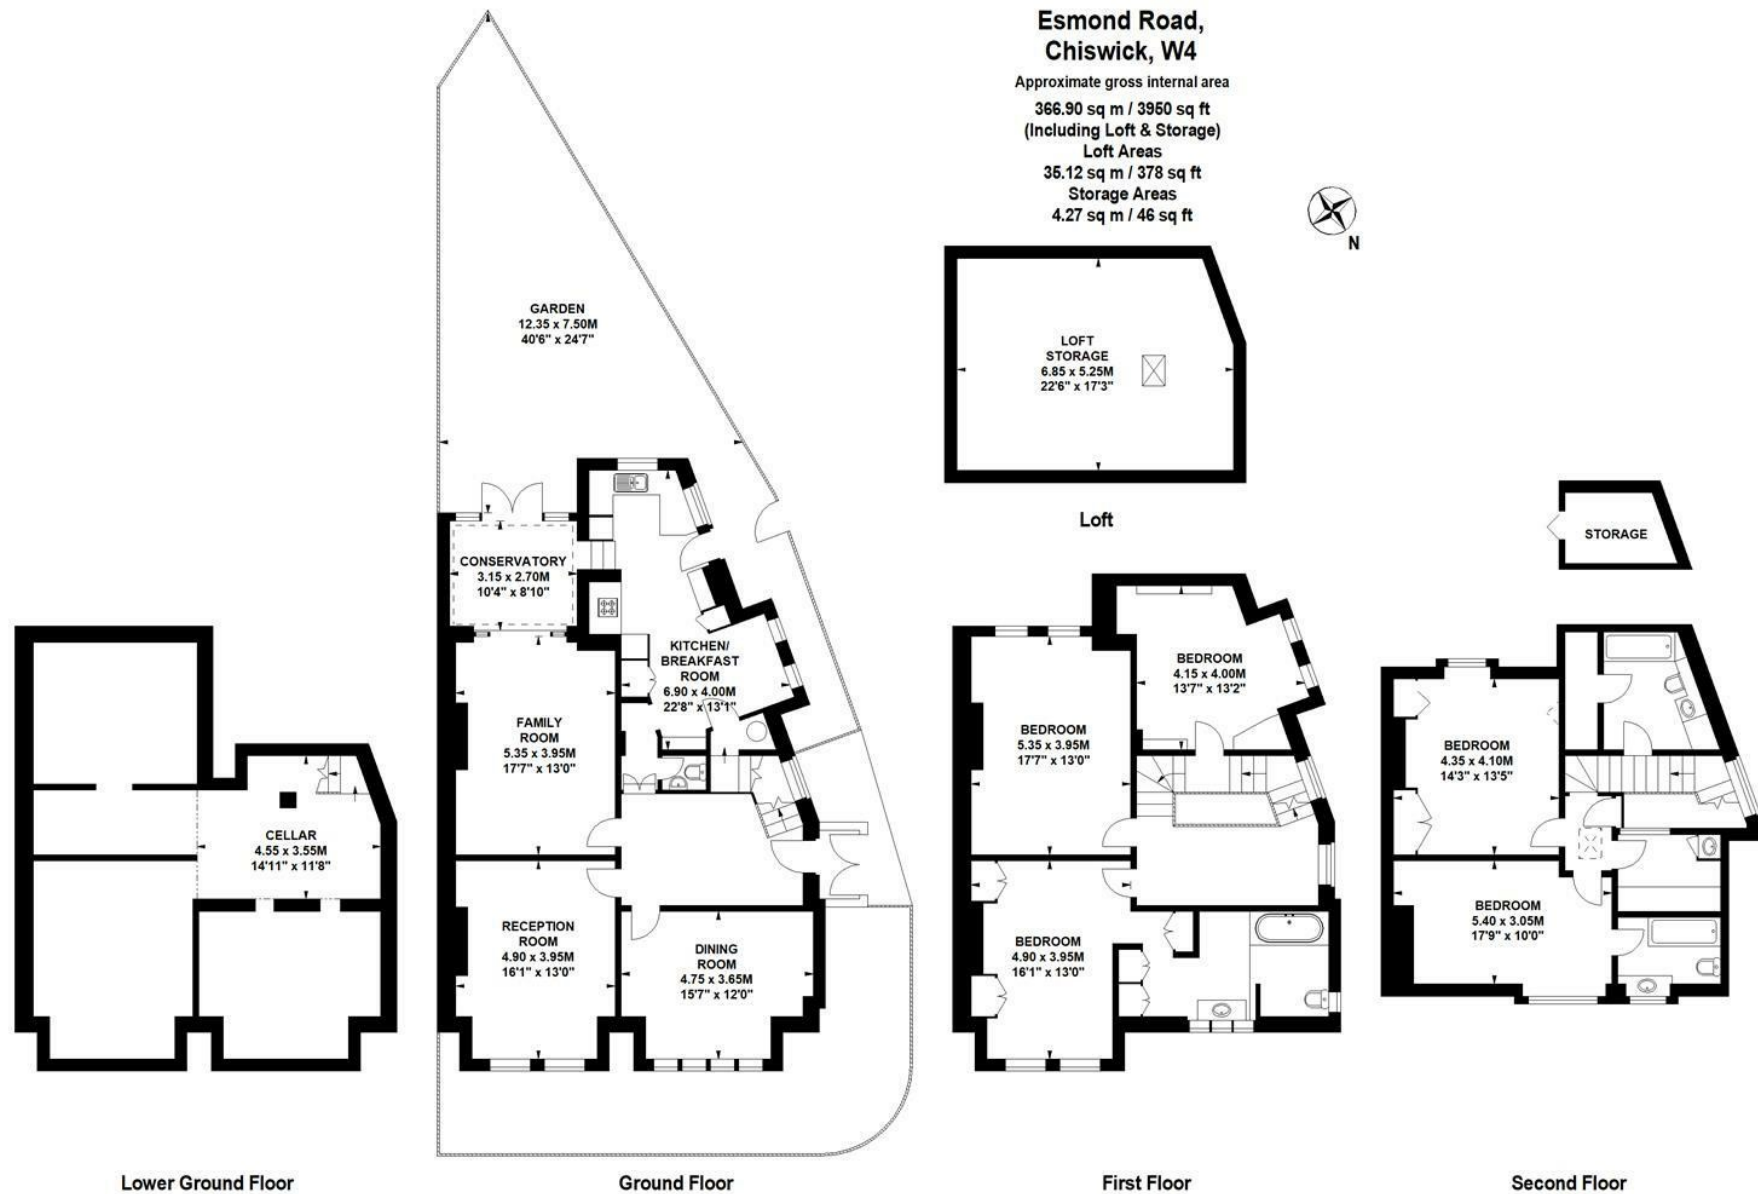 Esmond Road,
Chiswick, W4
Approximate gross internal area
366.90 sq m / 3950 sq ft
(Including Loft & Storage)
Loft Areas
35.12 sq m / 378 sq ft
Storage Areas
4.27 sq m / 46 sq ft
N
GARDEN
12.35 x 7.50M
40'6" x 24'7"
LOFT
STORAGE
6.85 x 5.25M
22'6" x 17'3"
Loft
STORAGE
CONSERVATORY
3.15 x 2.70M
10'4" x 8'10"
KITCHEN/
BREAKFAST
ROOM
6.90 x 4.00M
22'8" x 13'1"
FAMILY
ROOM
5.35 x 3.95M
17'7" x 13'0"
CELLAR
4.55 x 3.55M
14'11" x 11'8"
RECEPTION
ROOM
4.90 x 3.95M
16'1" x 13'0"
DINING
ROOM
4.75 x 3.65M
15'7" x 12'0"
BEDROOM
4.15 x 4.00M
13'7" x 13'2"
BEDROOM
5.35 x 3.95M
17'7" x 13'0"
BEDROOM
4.90 x 3.95M
16'1" x 13'0"
BEDROOM
4.35 x 4.10M
14'3" x 13'5"
BEDROOM
5.40 x 3.05M
17'9" x 10'0"
Lower Ground Floor
Ground Floor
First Floor
Second Floor